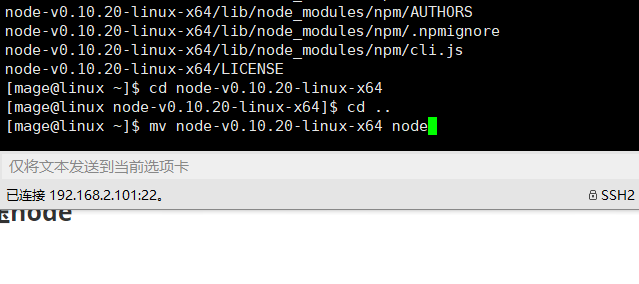 node-v0.10.20-linux-x64/lib/node_modules/npm/AUTHORS
node-v0.10.20-linux-x64/lib/node_modules/npm/.npmignore
node-v0.10.20-linux-x64/lib/node_modules/npm/cli.js
node-v0.10.20-linux-x64/LICENSE
[mage@linux ~]$ cd node-v0.10.20-linux-x64
[mage@linux node-v0.10.20-linux-x64]$ cd ..
[mage@linux ~]$ mv node-v0.10.20-linux-x64 node
仅将文本发送到当前选项卡
已连接 192.168.2.101:22。 SSH2
node